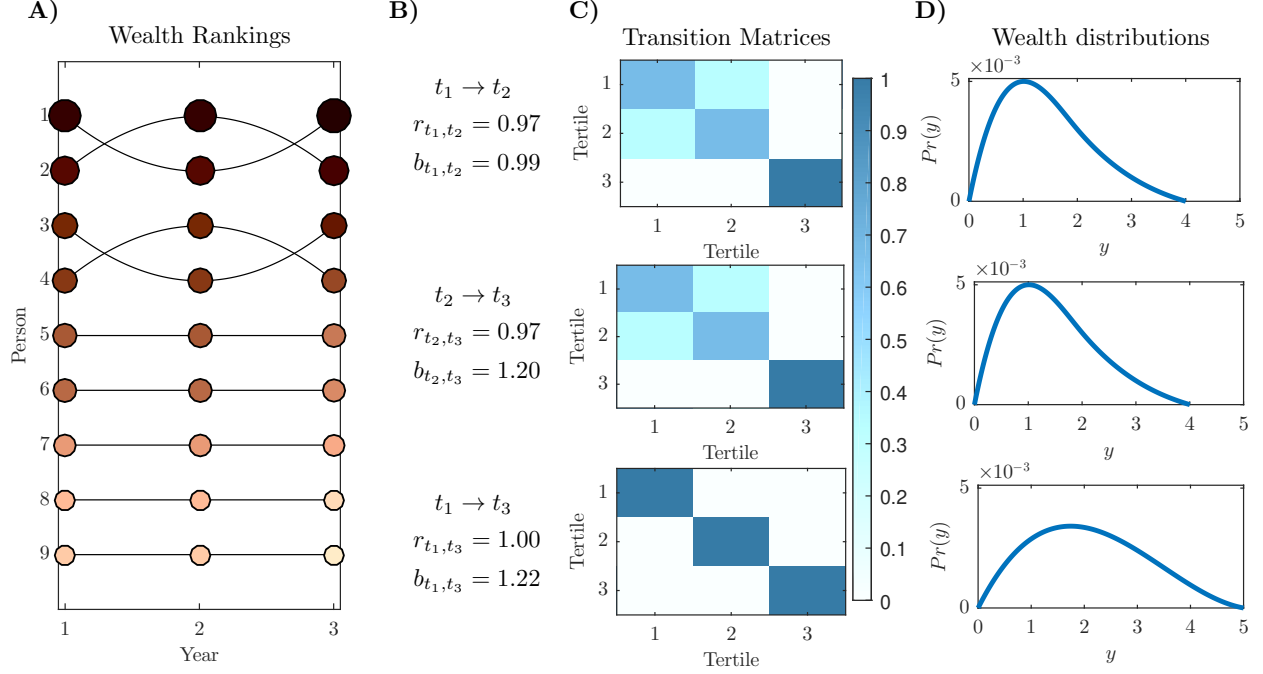 A)
Wealth Rankings
1
2
3
4
5
6
7
8
9
Person
1 2 3
Year
B)
t₁ → t₂
r_{t₁,t₂} = 0.97
b_{t₁,t₂} = 0.99
t₂ → t₃
r_{t₂,t₃} = 0.97
b_{t₂,t₃} = 1.20
t₁ → t₃
r_{t₁,t₃} = 1.00
b_{t₁,t₃} = 1.22
C)
Transition Matrices
1
2
3
Tertile
1 2 3
Tertile
1
2
3
Tertile
1 2 3
Tertile
1
2
3
Tertile
1 2 3
Tertile
1
0.9
0.8
0.7
0.6
0.5
0.4
0.3
0.2
0.1
0
D)
Wealth distributions
×10⁻³
5
0
Pr(y)
0 1 2 3 4 5
y
×10⁻³
5
0
Pr(y)
0 1 2 3 4 5
y
×10⁻³
5
0
Pr(y)
0 1 2 3 4 5
y